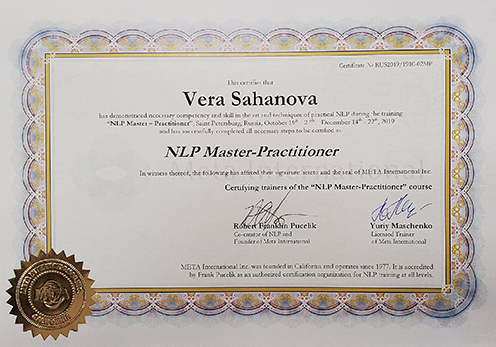 Certificate № RUS2019/1910-02MP
This certifies that
Vera Sahanova
has demonstrated necessary competency and skill in the art and techniques of practical NLP during the training
"NLP Master – Practitioner", Saint Petersburg, Russia, October 19th - 27th December 14th - 22th, 2019
and has successfully completed all necessary steps to be certified as
NLP Master-Practitioner
In witness thereof, the following has affixed their signature hereto and the seal of META International Inc.
Certifying trainers of the "NLP Master-Practitioner" course
Robert Franklin Pucelik
Co-creator of NLP and
Founder of Meta International
Yuriy Maschenko
Licensed Trainer
of Meta International
META International Inc. was founded in California and operates since 1977. It is accredited
by Frank Pucelik as an authorized certification organization for NLP training at all levels.